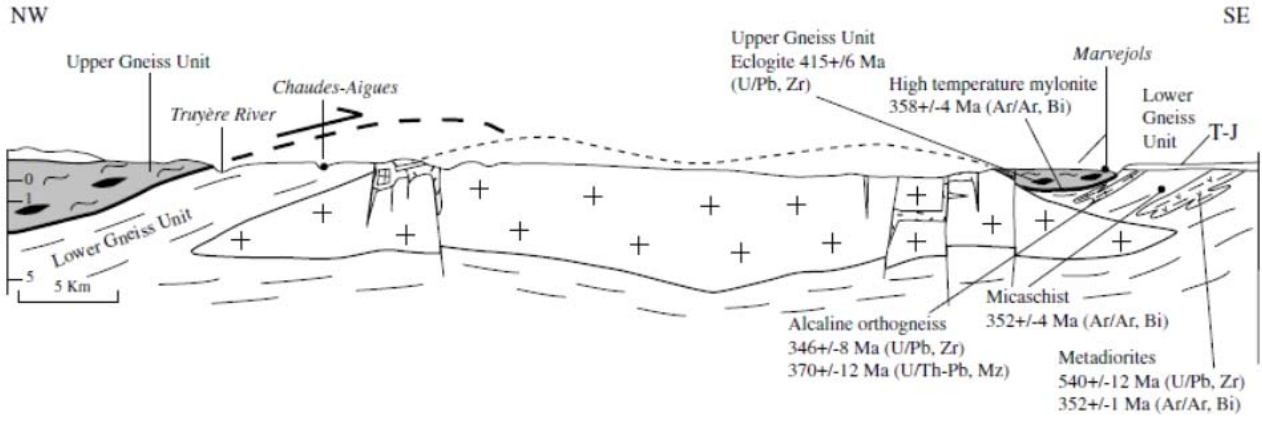 NW
SE
Upper Gneiss Unit
Chaudes-Aigues
Truyère River
Upper Gneiss Unit
Eclogite 415+/6 Ma
(U/Pb, Zr)
High temperature mylonite
358+/-4 Ma (Ar/Ar, Bi)
Marvejols
Lower
Gneiss
Unit
T-J
0
1
5
5 Km
Lower Gneiss Unit
Alcaline orthogneiss
346+/-8 Ma (U/Pb, Zr)
370+/-12 Ma (U/Th-Pb, Mz)
Micaschist
352+/-4 Ma (Ar/Ar, Bi)
Metadiorites
540+/-12 Ma (U/Pb, Zr)
352+/-1 Ma (Ar/Ar, Bi)